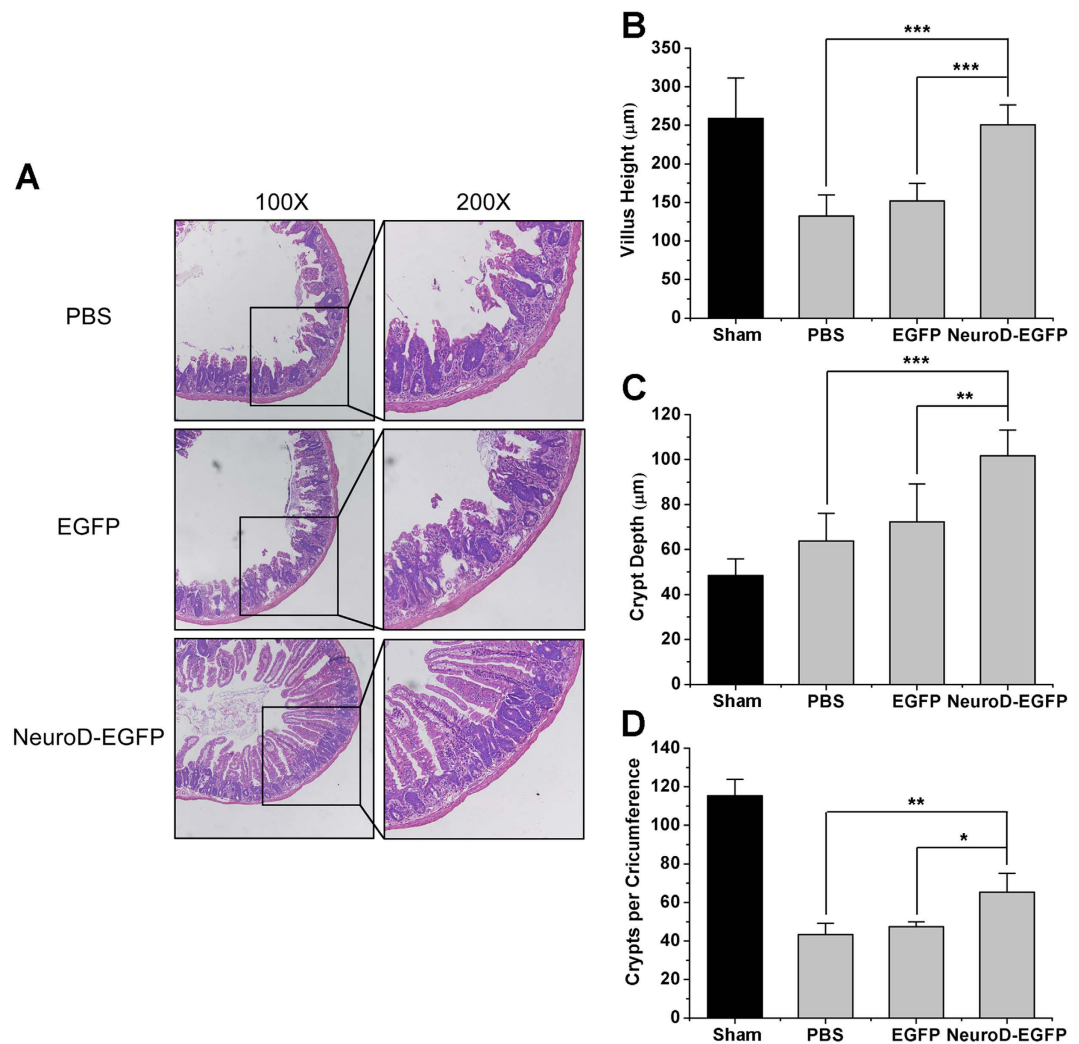 A
100X 200X
PBS
EGFP
NeuroD-EGFP
B
***
***
Villus Height (μm)
350
300
250
200
150
100
50
0
Sham PBS EGFP NeuroD-EGFP
C
***
**
Crypt Depth (μm)
120
100
80
60
40
20
0
Sham PBS EGFP NeuroD-EGFP
D
**
*
Crypts per Cricumference
140
120
100
80
60
40
20
0
Sham PBS EGFP NeuroD-EGFP